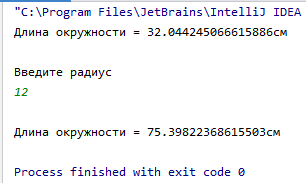 "C:\Program Files\JetBrains\IntelliJ IDEA
Длина окружности = 32.044245066615886см
Введите радиус
12
Длина окружности = 75.39822368615503см
Process finished with exit code 0